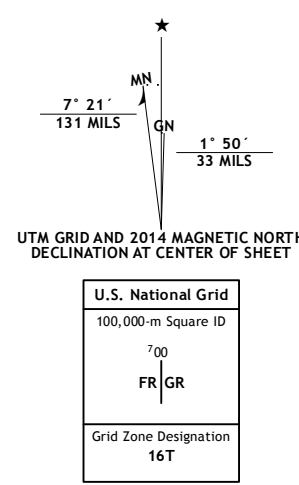 ★
MN
7° 21´
131 MILS
GN
1° 50´
33 MILS
UTM GRID AND 2014 MAGNETIC NORTH
DECLINATION AT CENTER OF SHEET
U.S. National Grid
100,000-m Square ID
⁷00
FR GR
Grid Zone Designation
16T